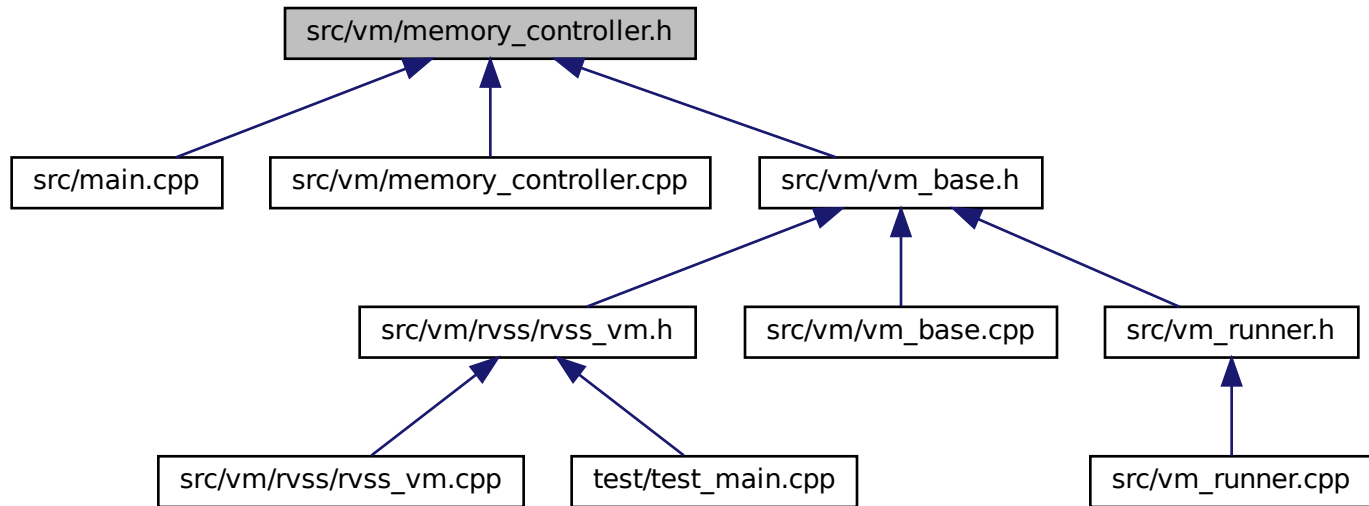 src/vm/memory_controller.h
src/main.cpp
src/vm/memory_controller.cpp
src/vm/vm_base.h
src/vm/rvss/rvss_vm.h
src/vm/vm_base.cpp
src/vm_runner.h
src/vm/rvss/rvss_vm.cpp
test/test_main.cpp
src/vm_runner.cpp